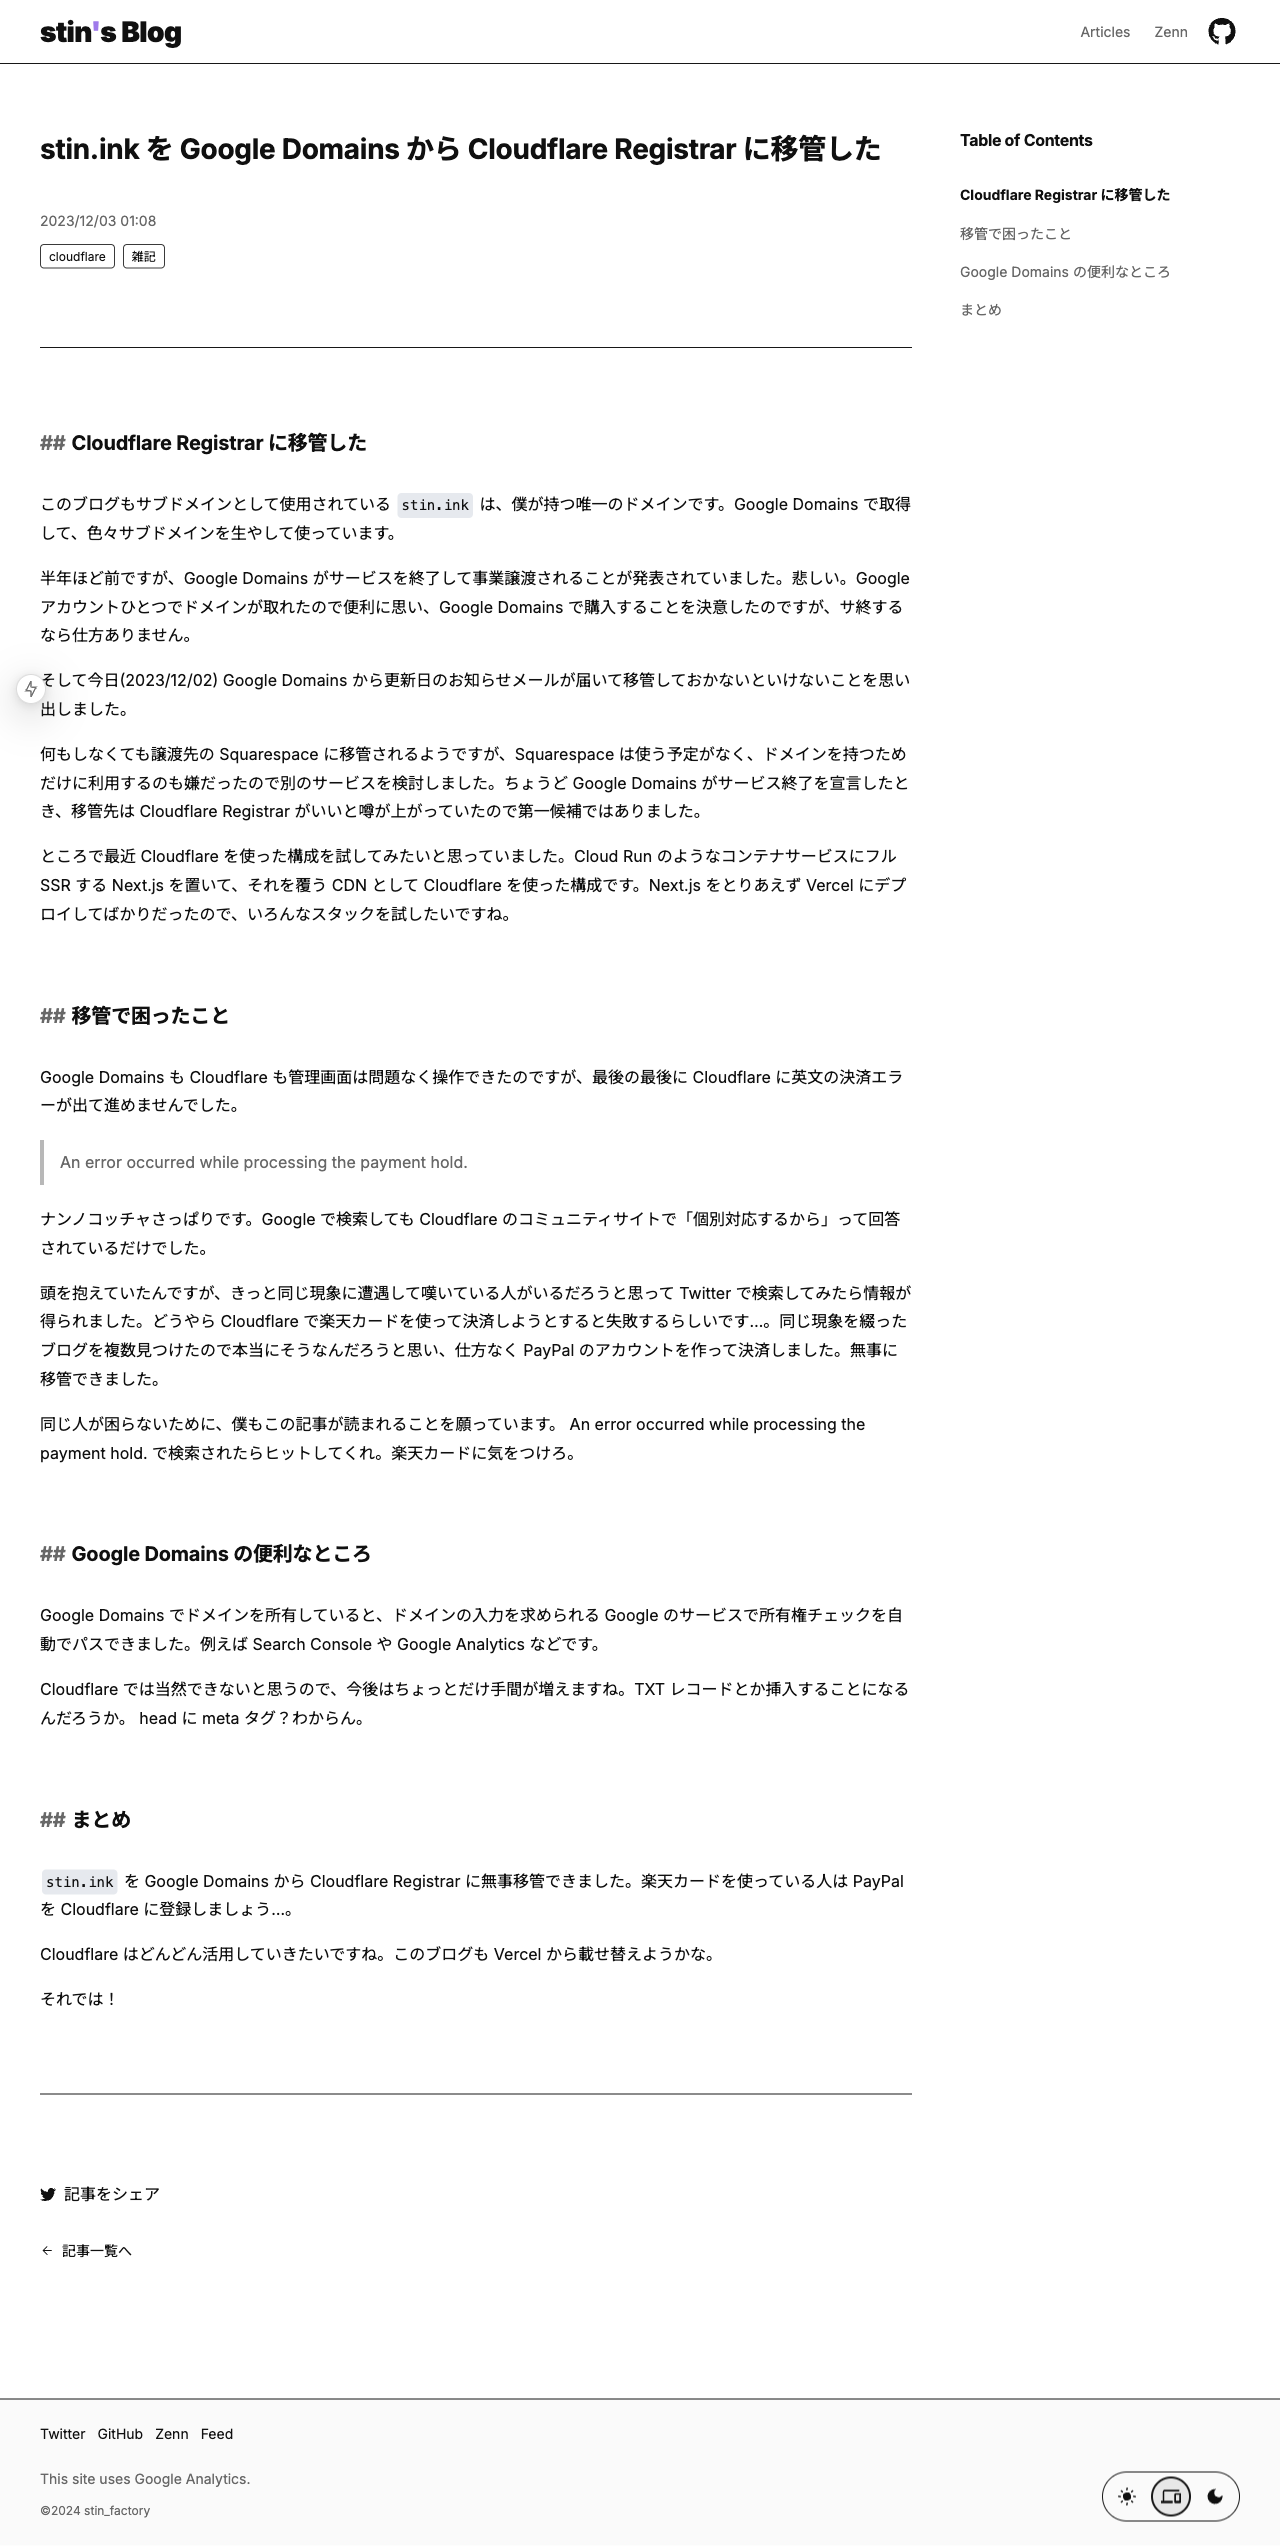 stin's Blog
Articles
Zenn
stin.ink を Google Domains から Cloudflare Registrar に移管した
2023/12/03 01:08
cloudflare
雑記
Table of Contents
Cloudflare Registrar に移管した
移管で困ったこと
Google Domains の便利なところ
まとめ
## Cloudflare Registrar に移管した
このブログもサブドメインとして使用されている stin.ink は、僕が持つ唯一のドメインです。Google Domains で取得
して、色々サブドメインを生やして使っています。
半年ほど前ですが、Google Domains がサービスを終了して事業譲渡されることが発表されていました。悲しい。Google
アカウントひとつでドメインが取れたので便利に思い、Google Domains で購入することを決意したのですが、サ終する
なら仕方ありません。
そして今日(2023/12/02) Google Domains から更新日のお知らせメールが届いて移管しておかないといけないことを思い
出しました。
何もしなくても譲渡先の Squarespace に移管されるようですが、Squarespace は使う予定がなく、ドメインを持つため
だけに利用するのも嫌だったので別のサービスを検討しました。ちょうど Google Domains がサービス終了を宣言したと
き、移管先は Cloudflare Registrar がいいと噂が上がっていたので第一候補ではありました。
ところで最近 Cloudflare を使った構成を試してみたいと思っていました。Cloud Run のようなコンテナサービスにフル
SSR する Next.js を置いて、それを覆う CDN として Cloudflare を使った構成です。Next.js をとりあえず Vercel にデプ
ロイしてばかりだったので、いろんなスタックを試したいですね。
## 移管で困ったこと
Google Domains も Cloudflare も管理画面は問題なく操作できたのですが、最後の最後に Cloudflare に英文の決済エラ
ーが出て進めませんでした。
An error occurred while processing the payment hold.
ナンノコッチャさっぱりです。Google で検索しても Cloudflare のコミュニティサイトで「個別対応するから」って回答
されているだけでした。
頭を抱えていたんですが、きっと同じ現象に遭遇して嘆いている人がいるだろうと思って Twitter で検索してみたら情報が
得られました。どうやら Cloudflare で楽天カードを使って決済しようとすると失敗するらしいです...。同じ現象を綴った
ブログを複数見つけたので本当にそうなんだろうと思い、仕方なく PayPal のアカウントを作って決済しました。無事に
移管できました。
同じ人が困らないために、僕もこの記事が読まれることを願っています。 An error occurred while processing the
payment hold. で検索されたらヒットしてくれ。楽天カードに気をつけろ。
## Google Domains の便利なところ
Google Domains でドメインを所有していると、ドメインの入力を求められる Google のサービスで所有権チェックを自
動でパスできました。例えば Search Console や Google Analytics などです。
Cloudflare では当然できないと思うので、今後はちょっとだけ手間が増えますね。TXT レコードとか挿入することになる
んだろうか。 head に meta タグ？わからん。
## まとめ
stin.ink を Google Domains から Cloudflare Registrar に無事移管できました。楽天カードを使っている人は PayPal
を Cloudflare に登録しましょう...。
Cloudflare はどんどん活用していきたいですね。このブログも Vercel から載せ替えようかな。
それでは！
記事をシェア
← 記事一覧へ
Twitter GitHub Zenn Feed
This site uses Google Analytics.
©2024 stin_factory